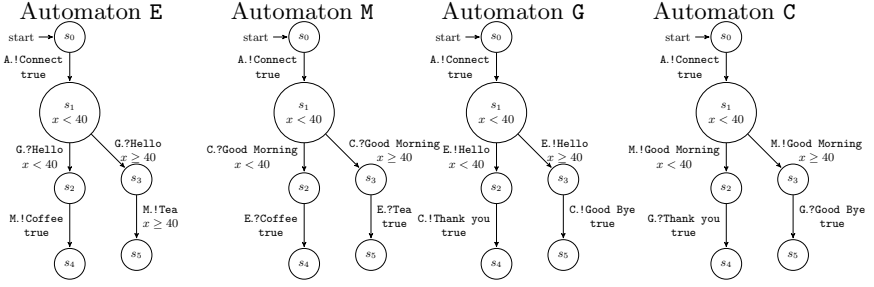 Automaton E
start
s0
A.!Connect
true
s1
x < 40
G.?Hello
x < 40
G.?Hello
x ≥ 40
s2
s3
M.!Coffee
true
M.!Tea
x ≥ 40
s4
s5
Automaton M
start
s0
A.!Connect
true
s1
x < 40
C.?Good Morning
x < 40
C.?Good Morning
x ≥ 40
s2
s3
E.?Coffee
true
E.?Tea
true
s4
s5
Automaton G
start
s0
A.!Connect
true
s1
x < 40
E.!Hello
x < 40
E.!Hello
x ≥ 40
s2
s3
C.!Thank you
true
C.!Good Bye
true
s4
s5
Automaton C
start
s0
A.!Connect
true
s1
x < 40
M.!Good Morning
x < 40
M.!Good Morning
x ≥ 40
s2
s3
G.?Thank you
true
G.?Good Bye
true
s4
s5